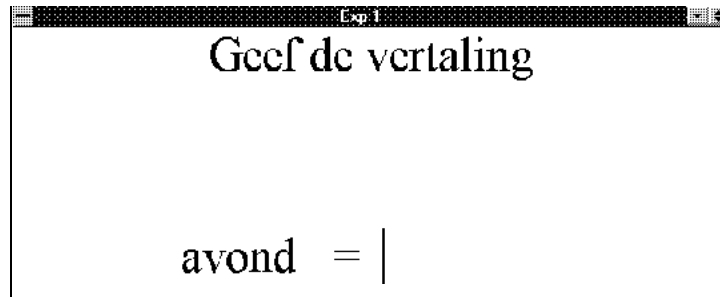 Exp 1
Geef de vertaling
avond = |